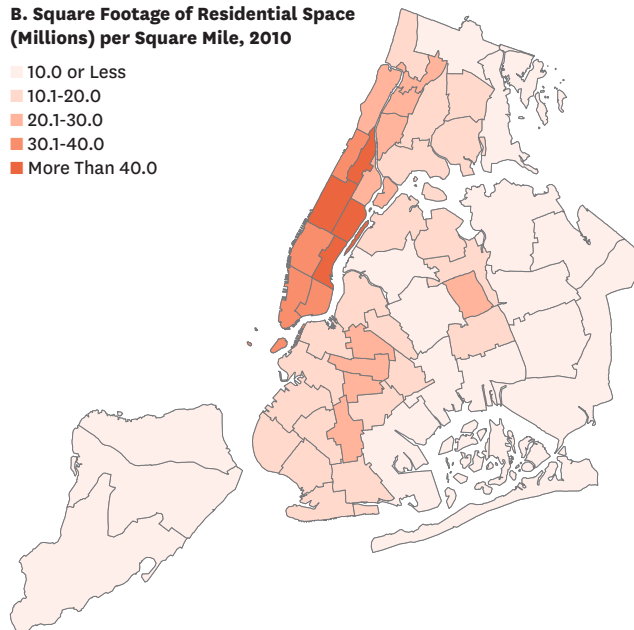 B. Square Footage of Residential Space
(Millions) per Square Mile, 2010
10.0 or Less
10.1-20.0
20.1-30.0
30.1-40.0
More Than 40.0